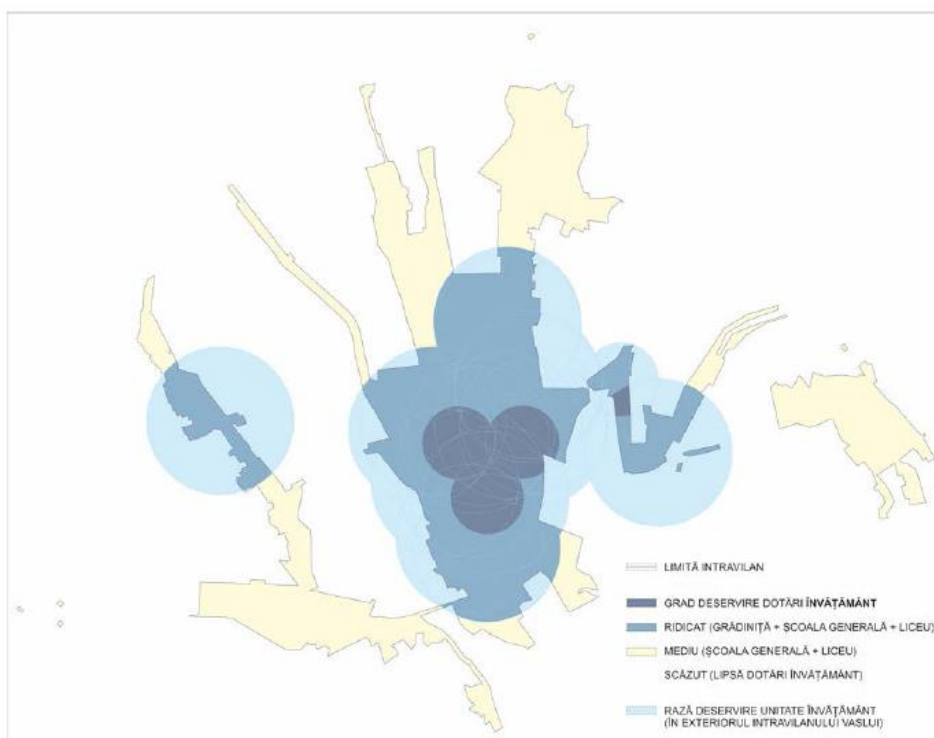 LIMITĂ INTRAVILAN
GRAD DESERVIRE DOTĂRI ÎNVĂȚĂMÂNT
RIDICAT (GRĂDINIȚĂ + ȘCOALA GENERALĂ + LICEU)
MEDIU (ȘCOALA GENERALĂ + LICEU)
SCĂZUT (LIPSĂ DOTĂRI ÎNVĂȚĂMÂNT)
RAZĂ DESERVIRE UNITATE ÎNVĂȚĂMÂNT
(ÎN EXTERIORUL INTRAVILANULUI VASLUI)